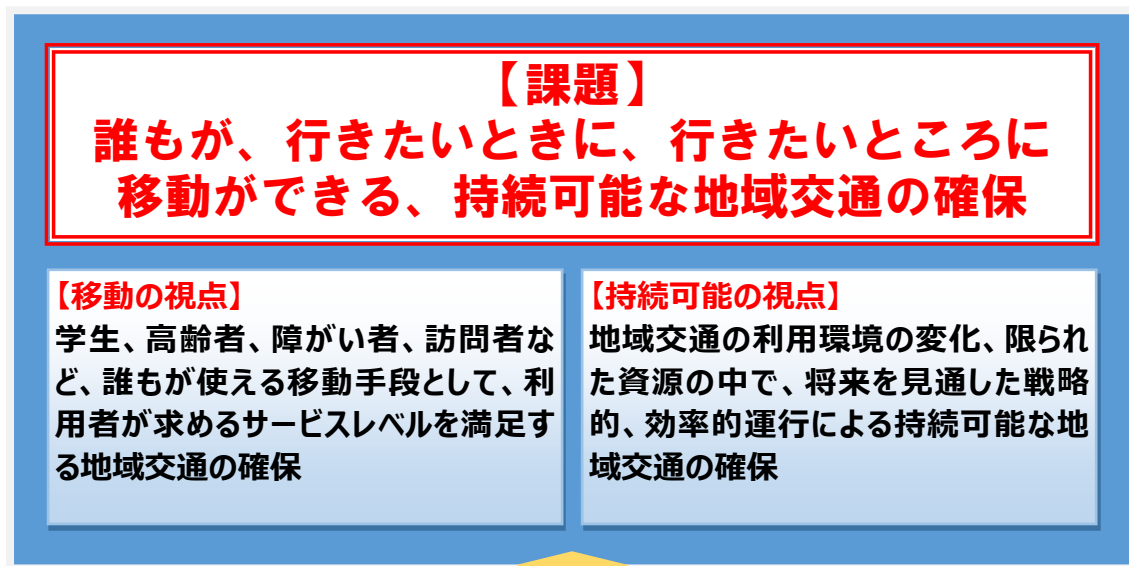 【課題】
誰もが、行きたいときに、行きたいところに
移動ができる、持続可能な地域交通の確保
【移動の視点】
学生、高齢者、障がい者、訪問者な
ど、誰もが使える移動手段として、利
用者が求めるサービスレベルを満足す
る地域交通の確保
【持続可能の視点】
地域交通の利用環境の変化、限られ
た資源の中で、将来を見通した戦略
的、効率的運行による持続可能な地
域交通の確保